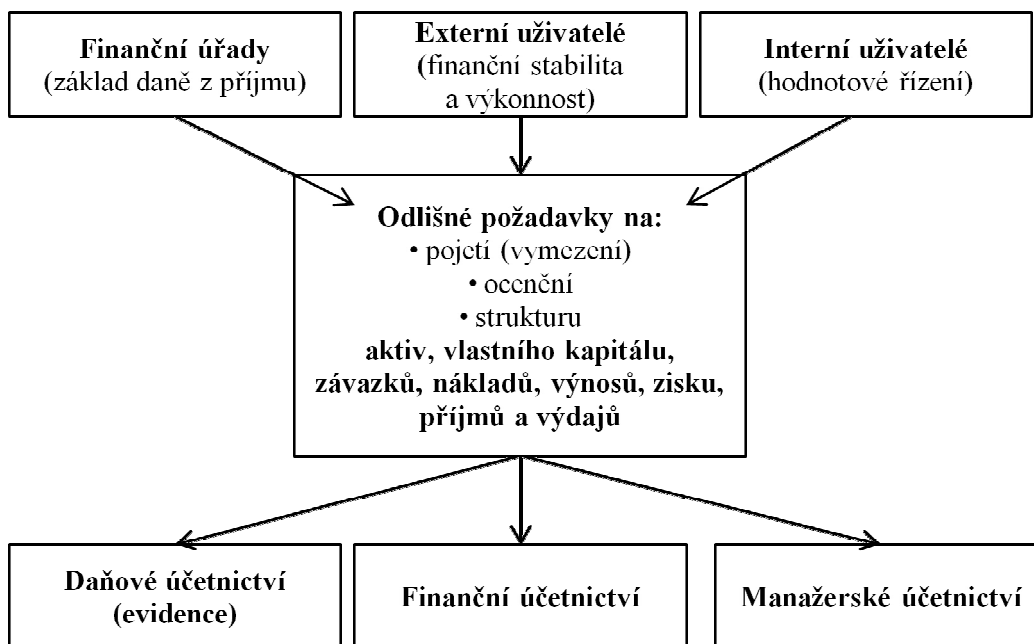 Finanční úřady
(základ daně z příjmu)
Externí uživatelé
(finanční stabilita
a výkonnost)
Interní uživatelé
(hodnotové řízení)
Odlišné požadavky na:
• pojetí (vymezení)
• ocenění
• strukturu
aktiv, vlastního kapitálu,
závazků, nákladů, výnosů, zisku,
příjmů a výdajů
Daňové účetnictví
(evidence)
Finanční účetnictví
Manažerské účetnictví